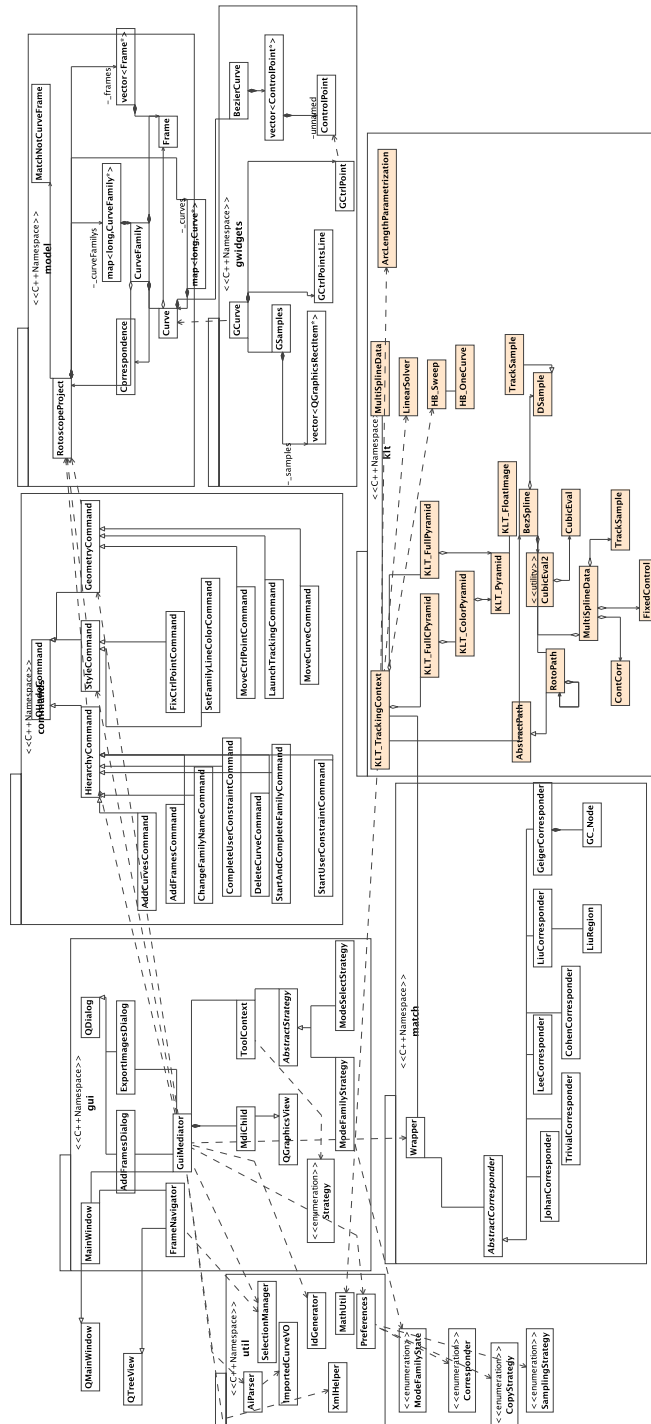 <<C++Namespace>>
model
RotoscopeProject
MatchNotCurveFrame
-_frames
vector<Frame*>
-_curveFamilys
map<long,CurveFamily*>
CurveFamily
Frame
Correspondence
Curve
-_curves
map<long,Curve*>
<<C++Namespace>>
gwidgets
GCurve
BezierCurve
vector<ControlPoint*>
-unnamed
ControlPoint
GCtrlPoint
GSamples
GCtrlPointsLine
-_samples
vector<QGraphicsRectItem*>
<<C++Namespace>>
commands
HierarchyCommand
StyleCommand
GeometryCommand
AddCurvesCommand
AddFramesCommand
ChangeFamilyNameCommand
CompleteUserConstraintCommand
DeleteCurveCommand
StartAndCompleteFamilyCommand
StartUserConstraintCommand
FixCtrlPointCommand
SetFamilyLineColorCommand
MoveCtrlPointCommand
LaunchTrackingCommand
MoveCurveCommand
<<C++Namespace
klt
KLT_TrackingContext
MultiSplineData
ArcLengthParametrization
LinearSolver
HB_Sweep
HB_OneCurve
KLT_FullCPyramid
KLT_FullPyramid
KLT_ColorPyramid
KLT_Pyramid
KLT_FloatImage
BezSpline
TrackSample
DSample
<<utility>>
CubicEval2
CubicEval
AbstractPath
RotoPath
MultiSplineData
TrackSample
ContCorr
FixedControl
<<C++Namespace>>
gui
QDialog
MainWindow
AddFramesDialog
ExportImagesDialog
QMainWindow
QTreeView
FrameNavigator
GuiMediator
MdiChild
QGraphicsView
ToolContext
AbstractStrategy
ModeSelectStrategy
ModeFamilyStrategy
<<enumeration>>
Strategy
<<C++Namespace>>
match
Wrapper
AbstractCorresponder
JohanCorresponder
TrivialCorresponder
LeeCorresponder
CohenCorresponder
LiuCorresponder
LiuRegion
GeigerCorresponder
GC_Node
<<C++Namespace>>
util
AiParser
SelectionManager
ImportedCurveVO
IdGenerator
XmlHelper
MathUtil
Preferences
<<enumeration>>
ModeFamilyState
<<enumeration>>
Corresponder
<<enumeration>>
CopyStrategy
<<enumeration>>
SamplingStrategy